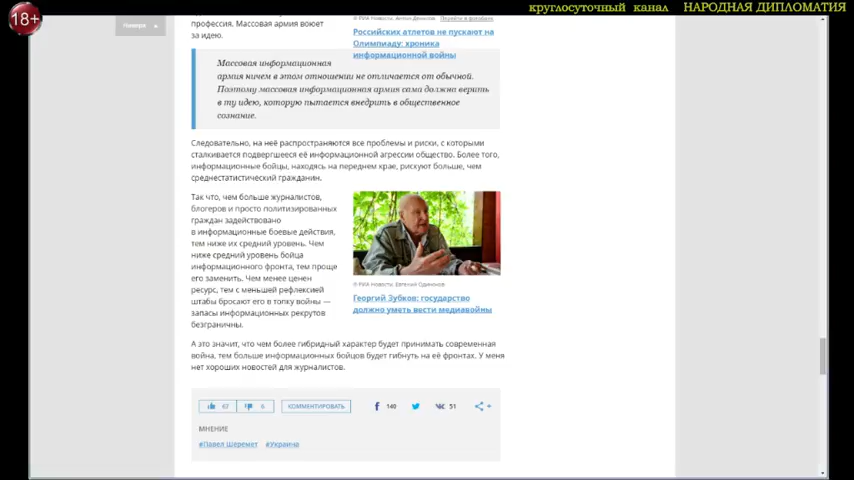 18+
круглосуточный канал НАРОДНАЯ ДИПЛОМАТИЯ
Наверх
профессия. Массовая армия воюет
за идею.
© РИА Новости, Антон Денисов Перейти в фотобанк
Российских атлетов не пускают на
Олимпиаду: хроника
информационной войны
Массовая информационная
армия ничем в этом отношении не отличается от обычной.
Поэтому массовая информационная армия сама должна верить
в ту идею, которую пытается внедрить в общественное
сознание.
Следовательно, на неё распространяются все проблемы и риски, с которыми
сталкивается подвергшееся её информационной агрессии общество. Более того,
информационные бойцы, находясь на переднем крае, рискуют больше, чем
среднестатистический гражданин.
Так что, чем больше журналистов,
блогеров и просто политизированных
граждан задействовано
в информационные боевые действия,
тем ниже их средний уровень. Чем
ниже средний уровень бойца
информационного фронта, тем проще
его заменить. Чем менее ценен
ресурс, тем с меньшей рефлексией
штабы бросают его в топку войны —
запасы информационных рекрутов
безграничны.
© РИА Новости, Евгений Одиноков
Георгий Зубков: государство
должно уметь вести медиавойны
А это значит, что чем более гибридный характер будет принимать современная
война, тем больше информационных бойцов будет гибнуть на её фронтах. У меня
нет хороших новостей для журналистов.
67 6 КОММЕНТИРОВАТЬ 140 51
МНЕНИЕ
#Павел Шеремет #Украина